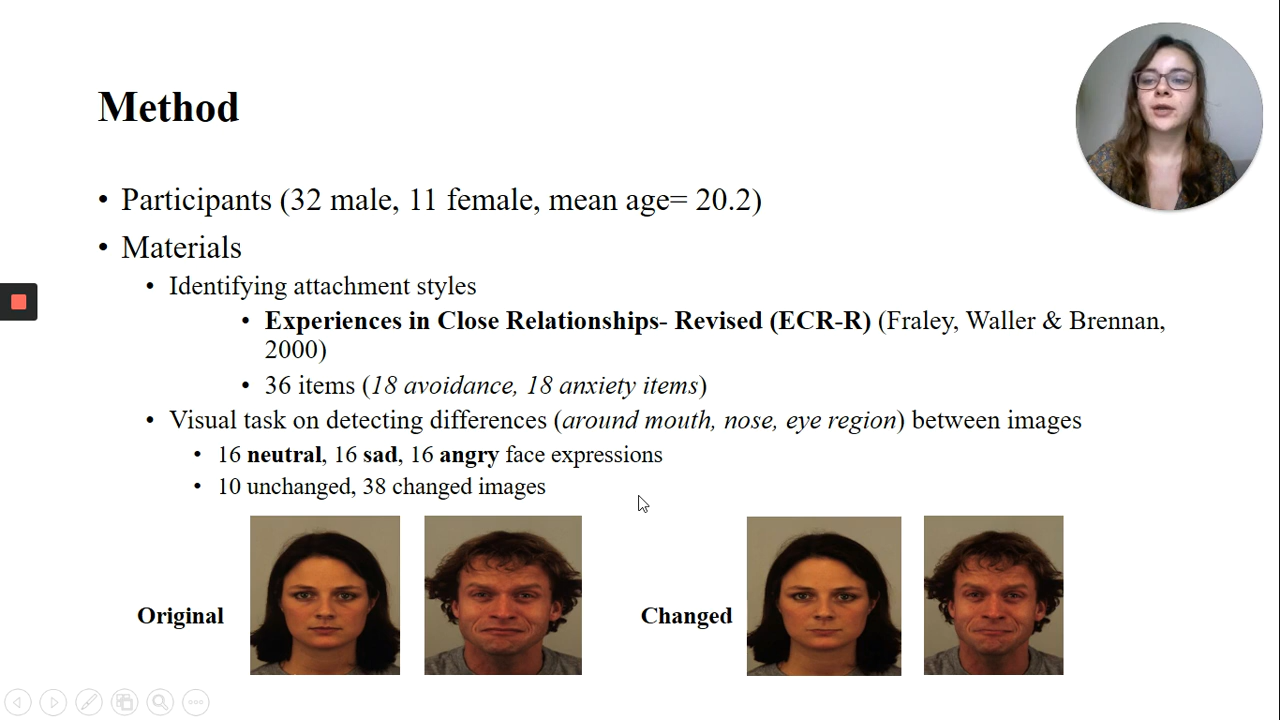 Method
• Participants (32 male, 11 female, mean age= 20.2)
• Materials
• Identifying attachment styles
• Experiences in Close Relationships- Revised (ECR-R) (Fraley, Waller & Brennan,
2000)
• 36 items (18 avoidance, 18 anxiety items)
• Visual task on detecting differences (around mouth, nose, eye region) between images
• 16 neutral, 16 sad, 16 angry face expressions
• 10 unchanged, 38 changed images
Original
Changed